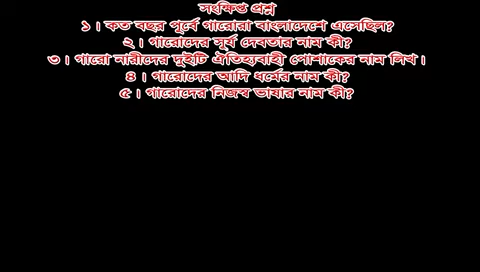 সংক্ষিপ্ত প্রশ্ন
১। কত বছর পূর্বে গারোরা বাংলাদেশে এসেছিল?
২। গারোদের সূর্য দেবতার নাম কী?
৩। গারো নারীদের দুইটি ঐতিহ্যবাহী পোশাকের নাম লিখ।
৪। গারোদের আদি ধর্মের নাম কী?
৫। গারোদের নিজস্ব ভাষার নাম কী?